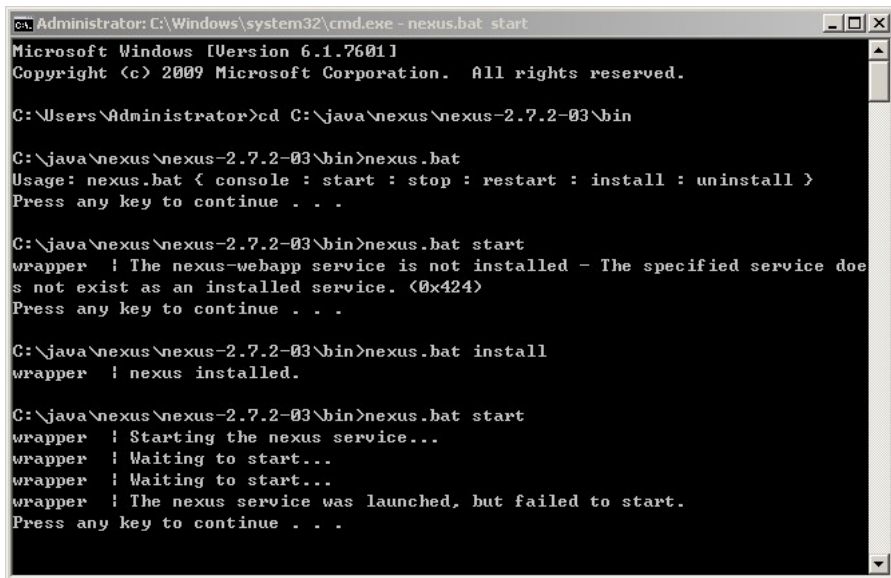 Administrator: C:\Windows\system32\cmd.exe - nexus.bat start
Microsoft Windows [Version 6.1.7601]
Copyright (c) 2009 Microsoft Corporation.  All rights reserved.
C:\Users\Administrator>cd C:\java\nexus\nexus-2.7.2-03\bin
C:\java\nexus\nexus-2.7.2-03\bin>nexus.bat
Usage: nexus.bat { console : start : stop : restart : install : uninstall }
Press any key to continue . . .
C:\java\nexus\nexus-2.7.2-03\bin>nexus.bat start
wrapper  | The nexus-webapp service is not installed - The specified service doe
s not exist as an installed service. (0x424)
Press any key to continue . . .
C:\java\nexus\nexus-2.7.2-03\bin>nexus.bat install
wrapper  | nexus installed.
C:\java\nexus\nexus-2.7.2-03\bin>nexus.bat start
wrapper  | Starting the nexus service...
wrapper  | Waiting to start...
wrapper  | Waiting to start...
wrapper  | The nexus service was launched, but failed to start.
Press any key to continue . . .